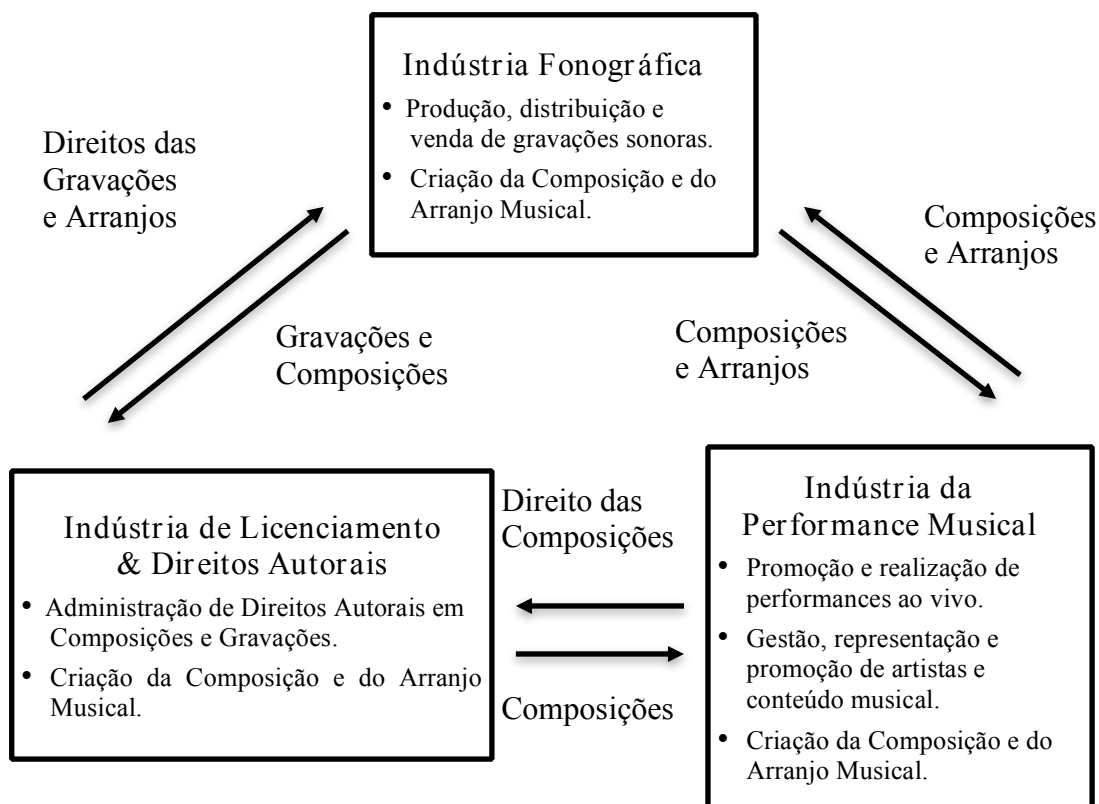 Indústria Fonográfica
• Produção, distribuição e
venda de gravações sonoras.
• Criação da Composição e do
Arranjo Musical.
Direitos das
Gravações
e Arranjos
Composições
e Arranjos
Gravações e
Composições
Composições
e Arranjos
Indústria de Licenciamento
& Direitos Autorais
• Administração de Direitos Autorais em
Composições e Gravações.
• Criação da Composição e do Arranjo
Musical.
Direito das
Composições
Composições
Indústria da
Performance Musical
• Promoção e realização de
performances ao vivo.
• Gestão, representação e
promoção de artistas e
conteúdo musical.
• Criação da Composição e do
Arranjo Musical.